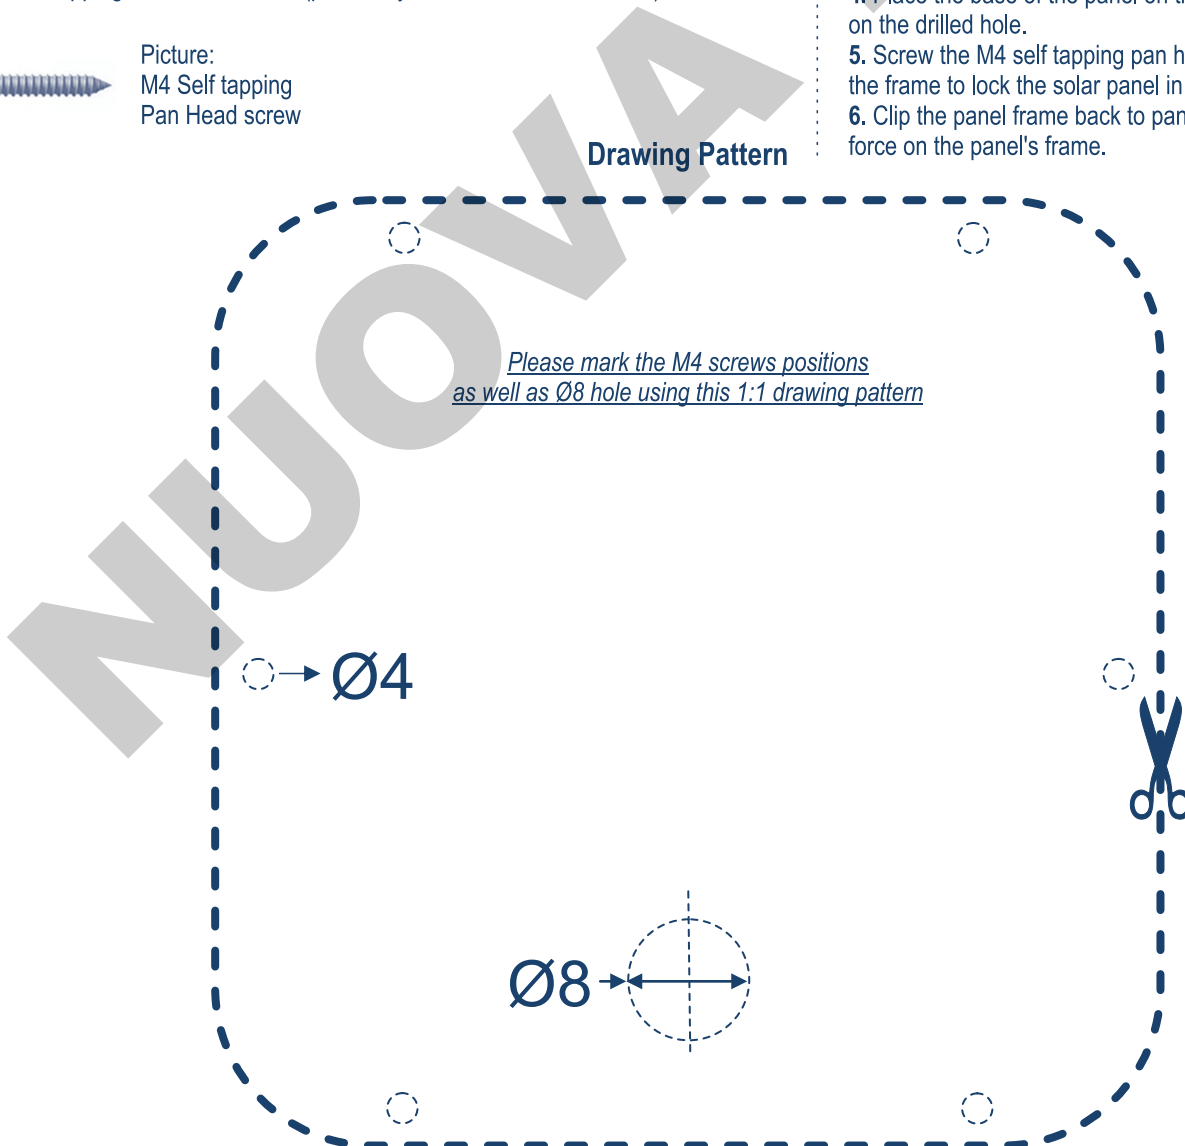 Picture:
M4 Self tapping
Pan Head screw
on the drilled hole.
5. Screw the M4 self tapping pan h
the frame to lock the solar panel in
6. Clip the panel frame back to pan
force on the panel's frame.
Drawing Pattern
Please mark the M4 screws positions
as well as Ø8 hole using this 1:1 drawing pattern
Ø4
Ø8
NUOVA